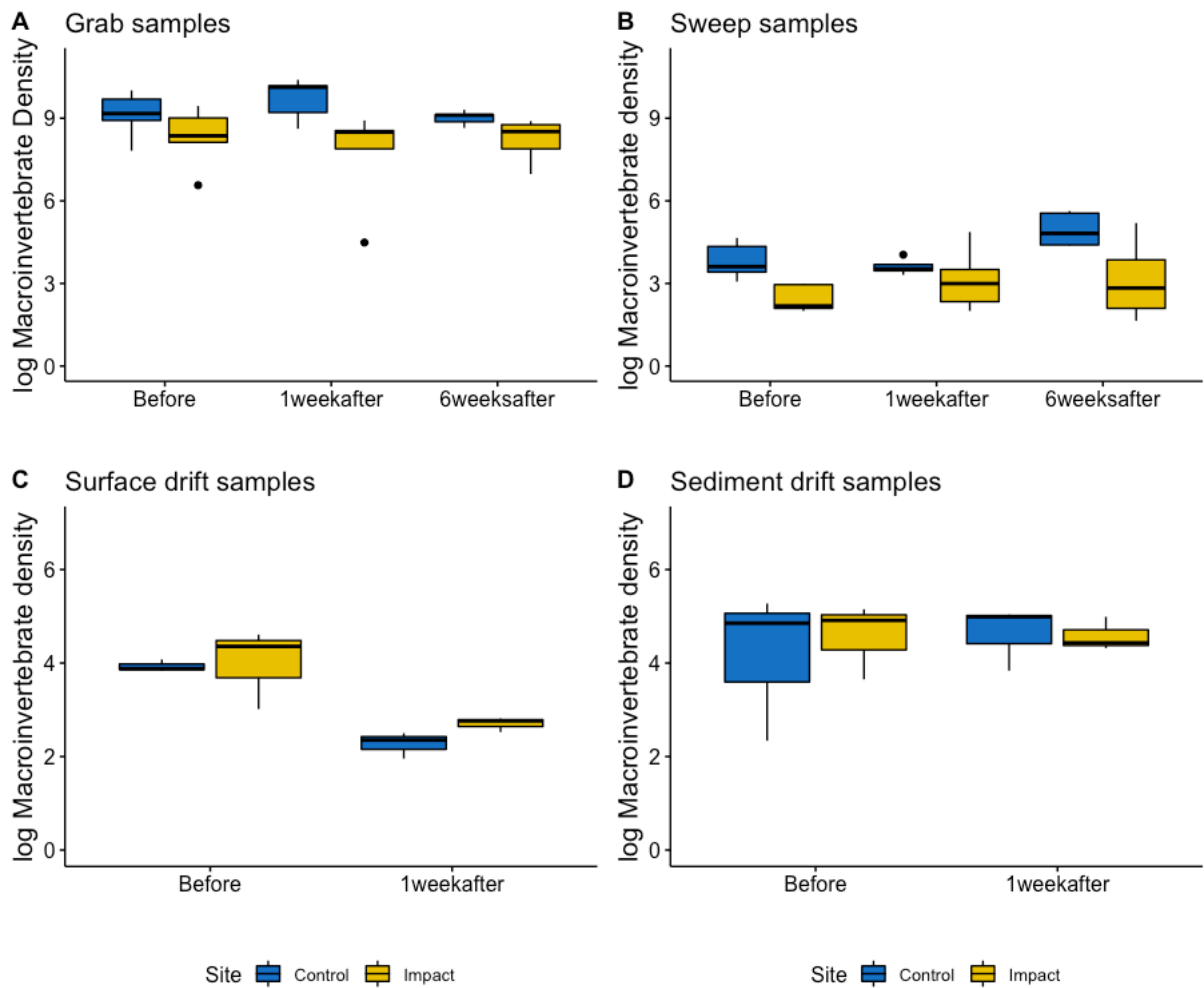 A Grab samples
log Macroinvertebrate Density
9
6
3
0
Before 1weekafter 6weeksafter
B Sweep samples
log Macroinvertebrate density
9
6
3
0
Before 1weekafter 6weeksafter
C Surface drift samples
log Macroinvertebrate density
6
4
2
0
Before 1weekafter
D Sediment drift samples
log Macroinvertebrate density
6
4
2
0
Before 1weekafter
Site Control Impact
Site Control Impact